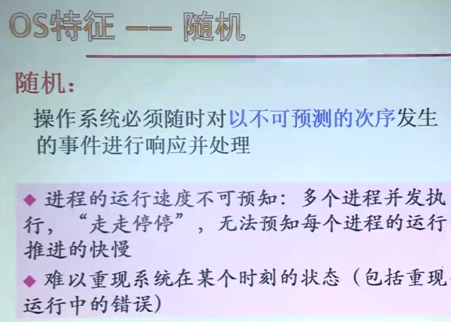 OS特征 —— 随机
随机：
操作系统必须随时对以不可预测的次序发生
的事件进行响应并处理
◆ 进程的运行速度不可预知：多个进程并发执
行，“走走停停”，无法预知每个进程的运行
推进的快慢
◆ 难以重现系统在某个时刻的状态（包括重现
运行中的错误）